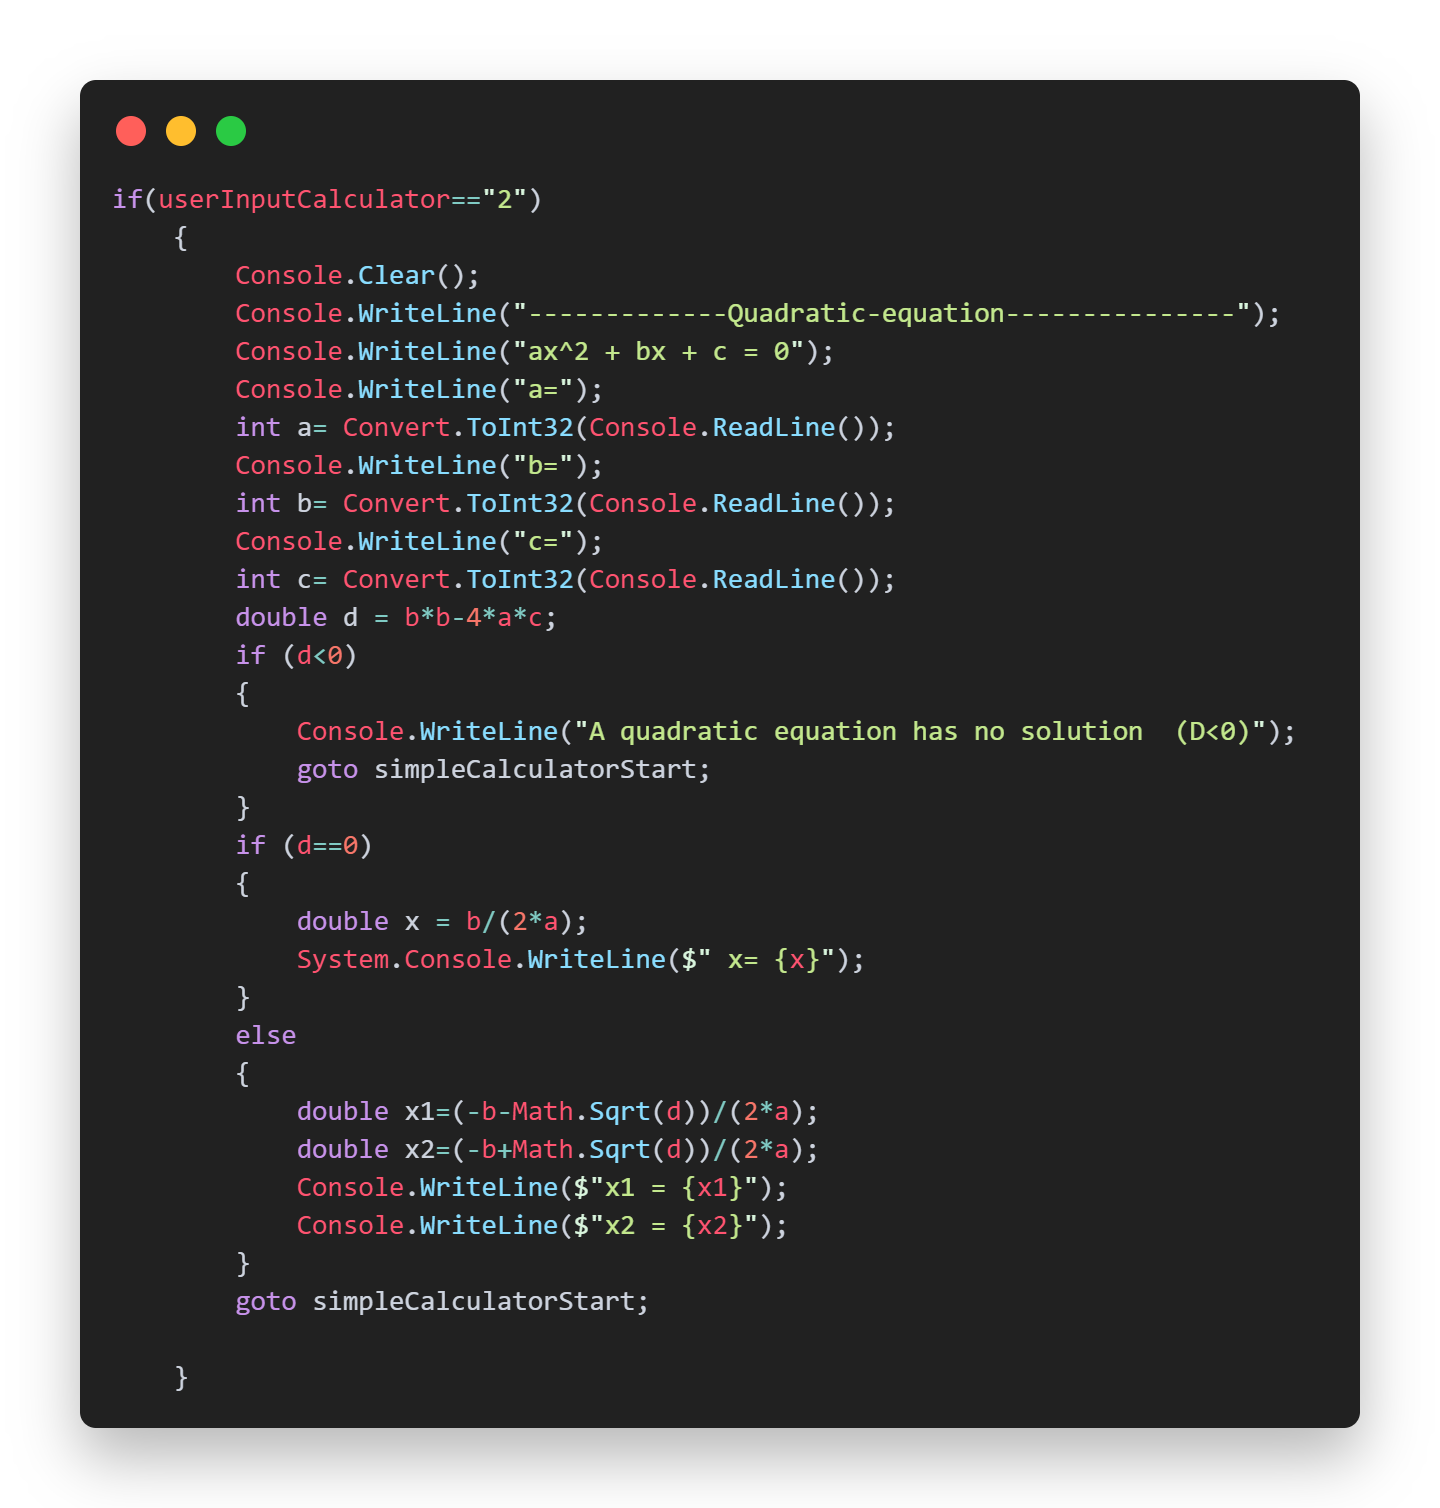 if(userInputCalculator=="2")
    {
        Console.Clear();
        Console.WriteLine("-------------Quadratic-equation---------------");
        Console.WriteLine("ax^2 + bx + c = 0");
        Console.WriteLine("a=");
        int a= Convert.ToInt32(Console.ReadLine());
        Console.WriteLine("b=");
        int b= Convert.ToInt32(Console.ReadLine());
        Console.WriteLine("c=");
        int c= Convert.ToInt32(Console.ReadLine());
        double d = b*b-4*a*c;
        if (d<0)
        {
            Console.WriteLine("A quadratic equation has no solution  (D<0)");
            goto simpleCalculatorStart;
        }
        if (d==0)
        {
            double x = b/(2*a);
            System.Console.WriteLine($" x= {x}");
        }
        else
        {
            double x1=(-b-Math.Sqrt(d))/(2*a);
            double x2=(-b+Math.Sqrt(d))/(2*a);
            Console.WriteLine($"x1 = {x1}");
            Console.WriteLine($"x2 = {x2}");
        }
        goto simpleCalculatorStart;

    }